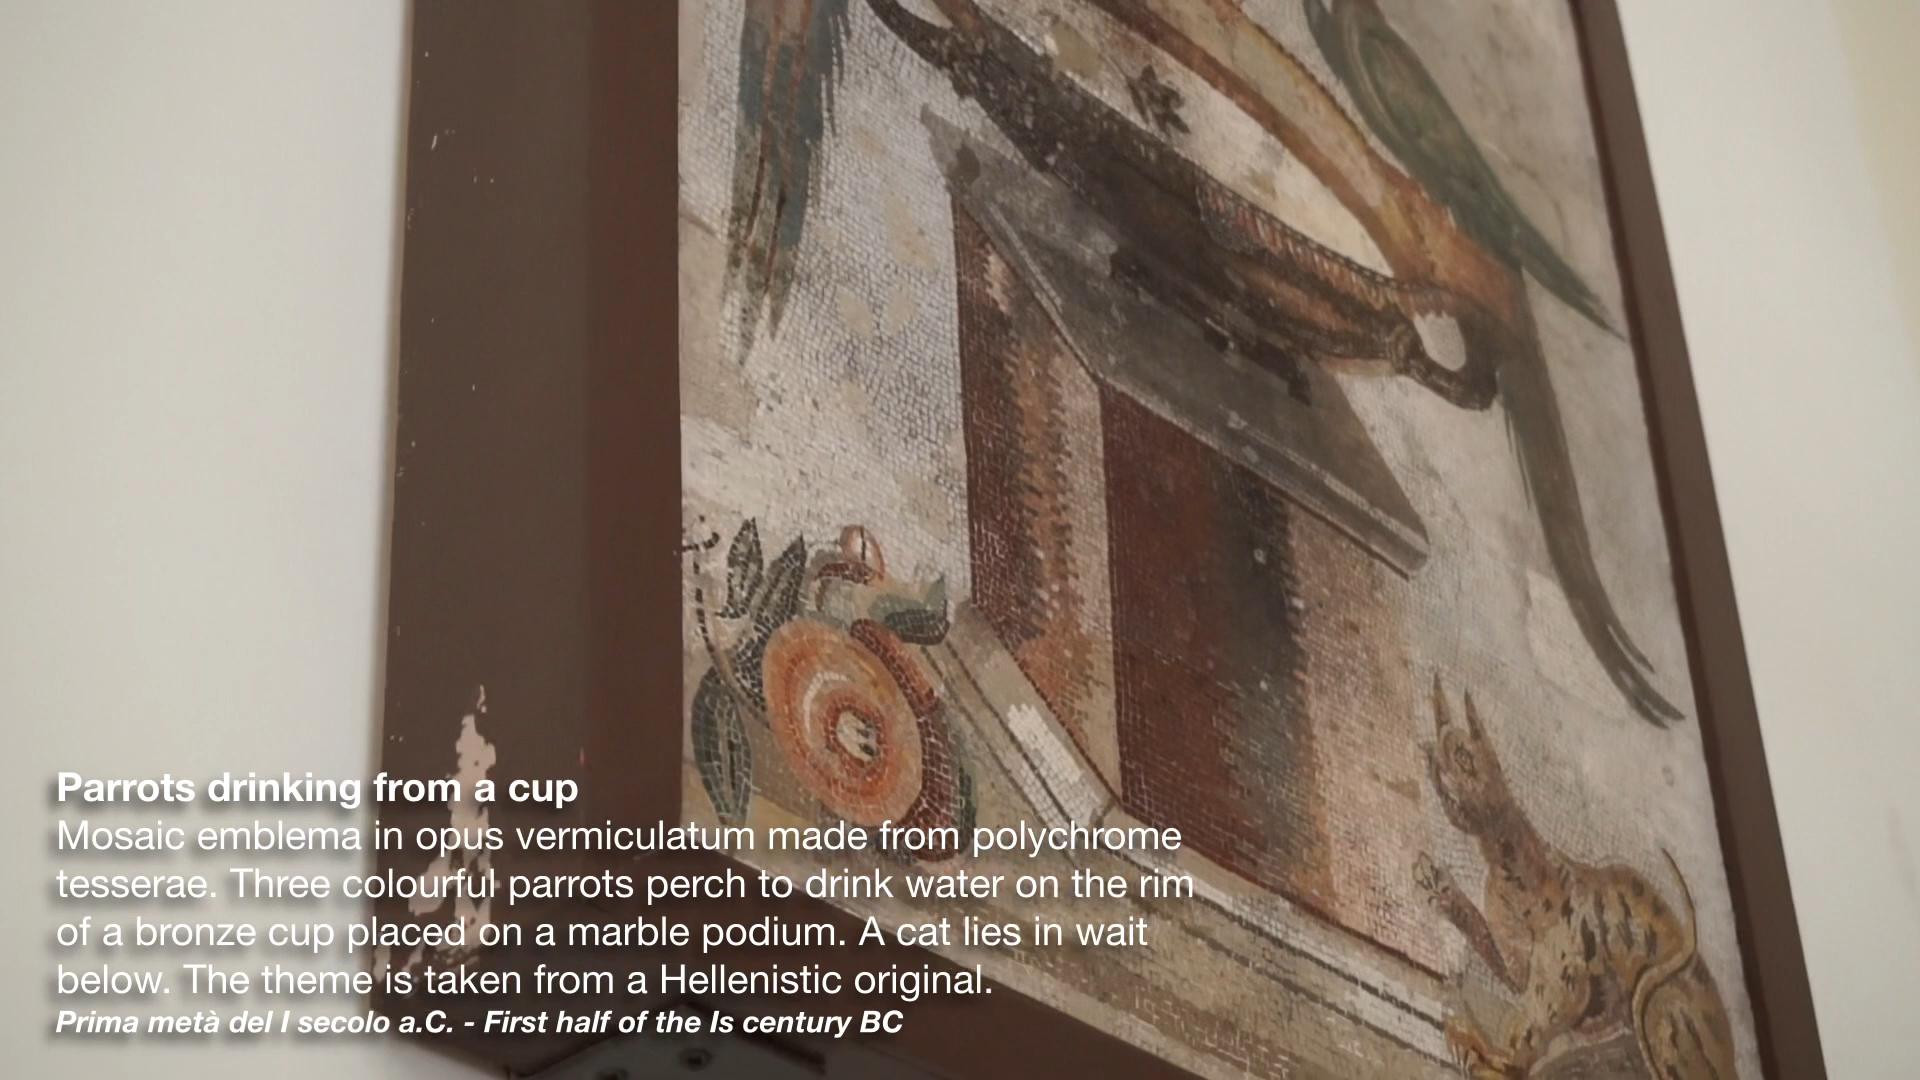 Parrots drinking from a cup
Mosaic emblema in opus vermiculatum made from polychrome
tesserae. Three colourful parrots perch to drink water on the rim
of a bronze cup placed on a marble podium. A cat lies in wait
below. The theme is taken from a Hellenistic original.
Prima metà del I secolo a.C. - First half of the Is century BC